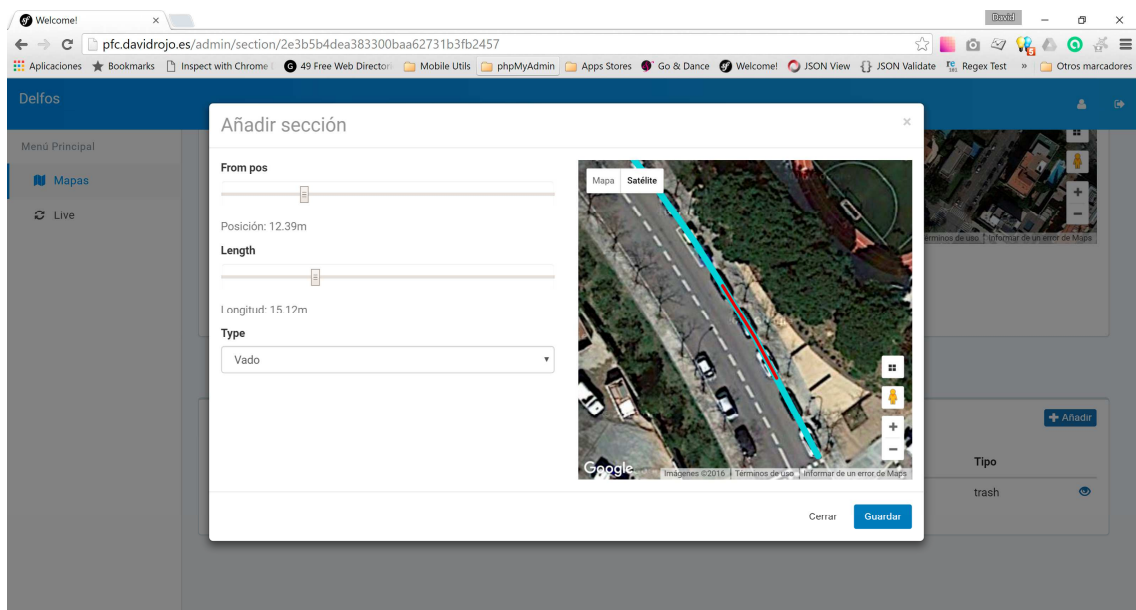 Welcome!
David
pfc.davidrojo.es/admin/section/2e3b5b4dea383300baa62731b3fb2457
Aplicaciones Bookmarks Inspect with Chrome 49 Free Web Director Mobile Utils phpMyAdmin Apps Stores Go & Dance Welcome! JSON View JSON Validate Regex Test » Otros marcadores
Delfos
Menú Principal
Mapas
Live
Añadir sección
×
From pos
Posición: 12.39m
Length
Longitud: 15.12m
Type
Vado
Mapa Satélite
Google
Imágenes ©2016 Términos de uso Informar de un error de Maps
Cerrar Guardar
Términos de uso Informar de un error de Maps
Añadir
Tipo
trash